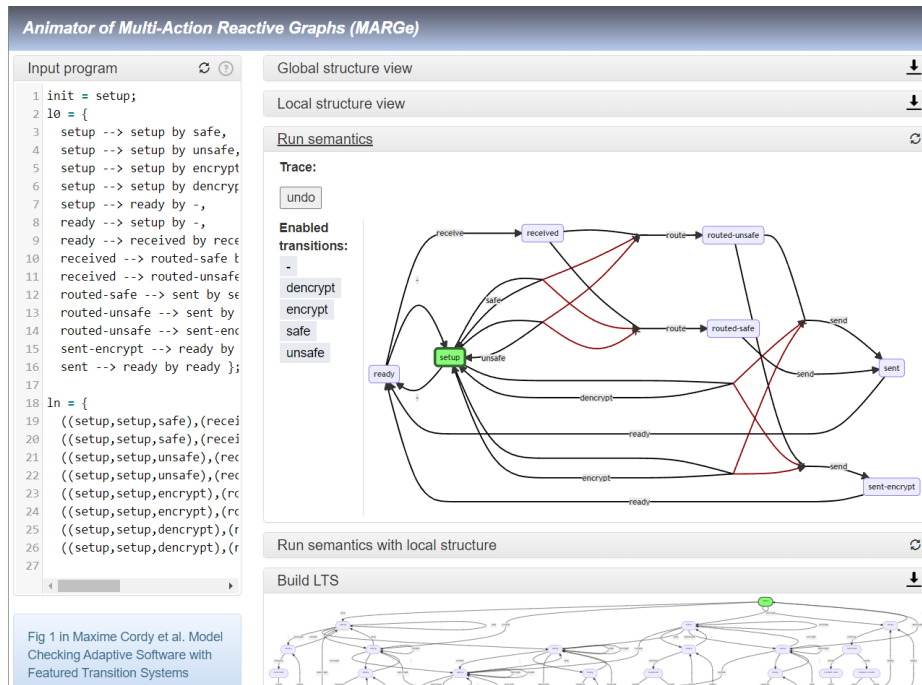 Animator of Multi-Action Reactive Graphs (MARGe)
Input program
1 init = setup;
2 l0 = {
3 setup --> setup by safe,
4 setup --> setup by unsafe,
5 setup --> setup by encrypt
6 setup --> setup by dencryp
7 setup --> ready by -,
8 ready --> setup by -,
9 ready --> received by rece
10 received --> routed-safe b
11 received --> routed-unsafe
12 routed-safe --> sent by se
13 routed-unsafe --> sent by
14 routed-unsafe --> sent-enc
15 sent-encrypt --> ready by
16 sent --> ready by ready };
17
18 ln = {
19 ((setup,setup,safe),(recei
20 ((setup,setup,safe),(recei
21 ((setup,setup,unsafe),(rec
22 ((setup,setup,unsafe),(rec
23 ((setup,setup,encrypt),(ro
24 ((setup,setup,encrypt),(ro
25 ((setup,setup,dencrypt),(r
26 ((setup,setup,dencrypt),(r
27
Fig 1 in Maxime Cordy et al. Model
Checking Adaptive Software with
Featured Transition Systems
Global structure view
Local structure view
Run semantics
Trace:
undo
Enabled
transitions:
-
dencrypt
encrypt
safe
unsafe
receive
received
route
routed-unsafe
-
safe
route
routed-safe
send
setup
unsafe
ready
send
sent
-
dencrypt
ready
send
encrypt
sent-encrypt
ready
Run semantics with local structure
Build LTS